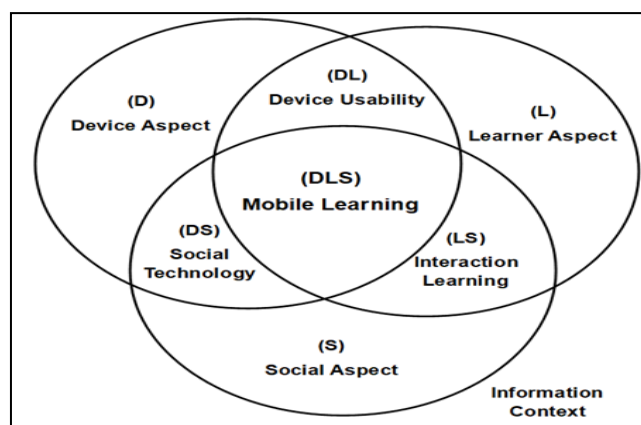 (DL)
Device Usability
(D)
Device Aspect
(L)
Learner Aspect
(DLS)
Mobile Learning
(DS)
Social
Technology
(LS)
Interaction
Learning
(S)
Social Aspect
Information
Context